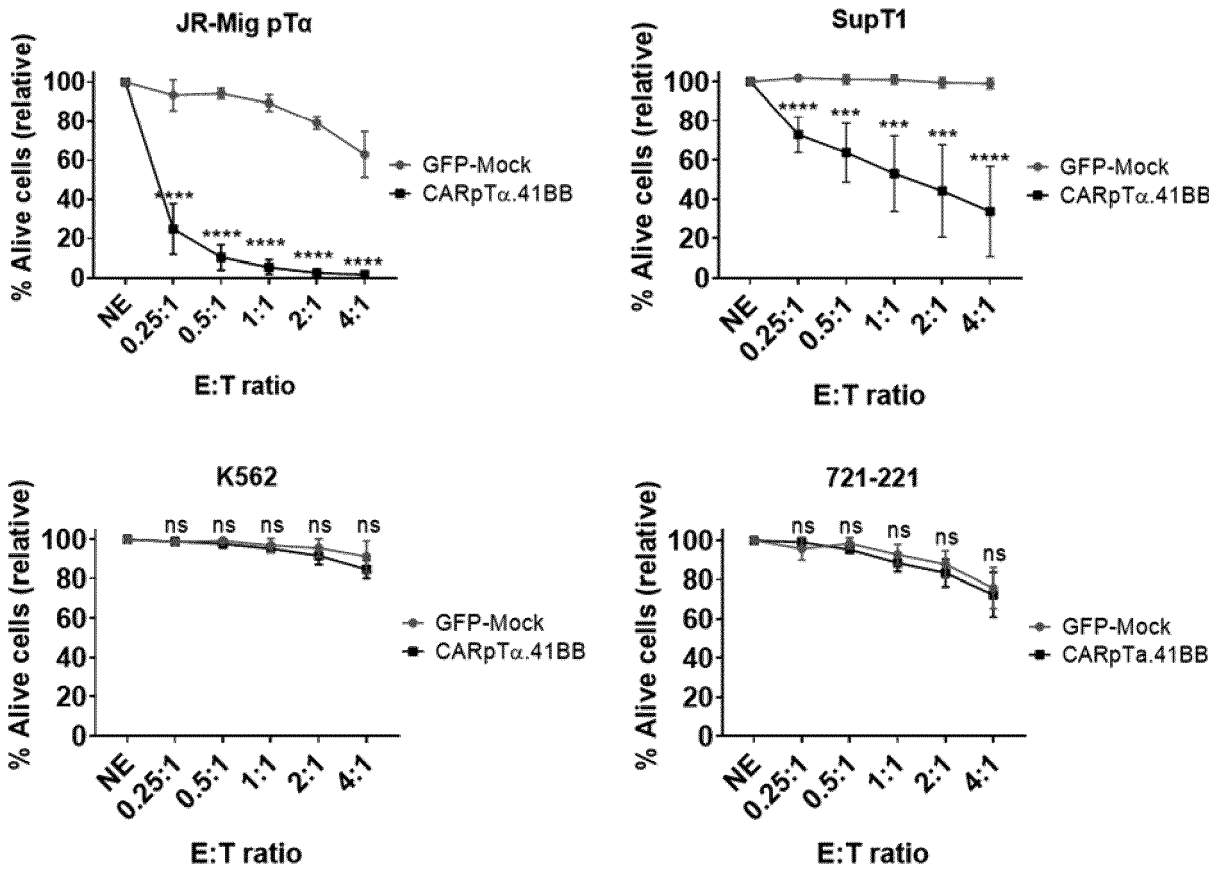 JR-Mig pTα
% Alive cells (relative)
100
80
60
40
20
0
****
****
****
****
****
NE
0.25:1
0.5:1
1:1
2:1
4:1
E:T ratio
GFP-Mock
CARpTα.41BB
SupT1
% Alive cells (relative)
100
80
60
40
20
0
****
***
***
***
****
NE
0.25:1
0.5:1
1:1
2:1
4:1
E:T ratio
GFP-Mock
CARpTα.41BB
K562
% Alive cells (relative)
100
80
60
40
20
0
ns
ns
ns
ns
ns
NE
0.25:1
0.5:1
1:1
2:1
4:1
E:T ratio
GFP-Mock
CARpTα.41BB
721-221
% Alive cells (relative)
100
80
60
40
20
0
ns
ns
ns
ns
ns
NE
0.25:1
0.5:1
1:1
2:1
4:1
E:T ratio
GFP-Mock
CARpTa.41BB